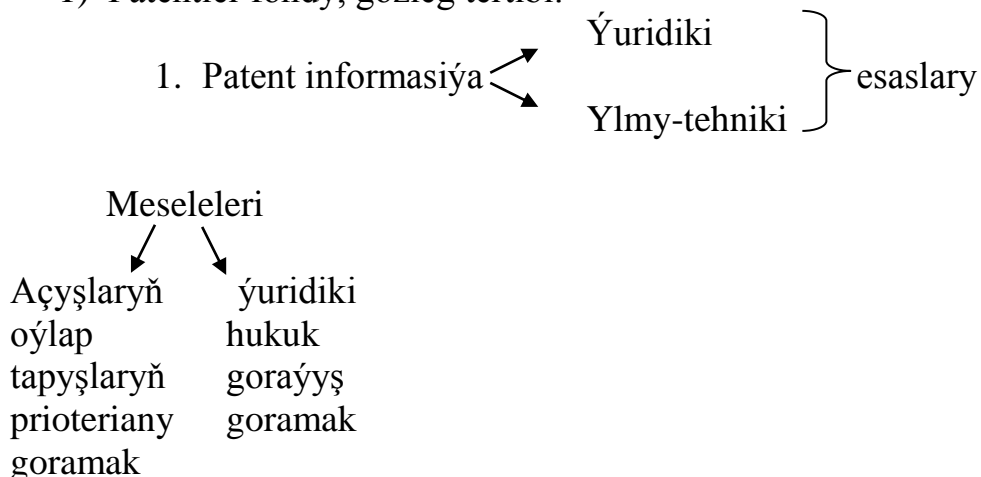 1) Patentler fondy, gözleg tertibi.
Ýuridiki
1. Patent informasiýa esaslary
Ylmy-tehniki
Meseleleri
Açyşlaryň ýuridiki
oýlap hukuk
tapyşlaryň goraýyş
prioteriany goramak
goramak